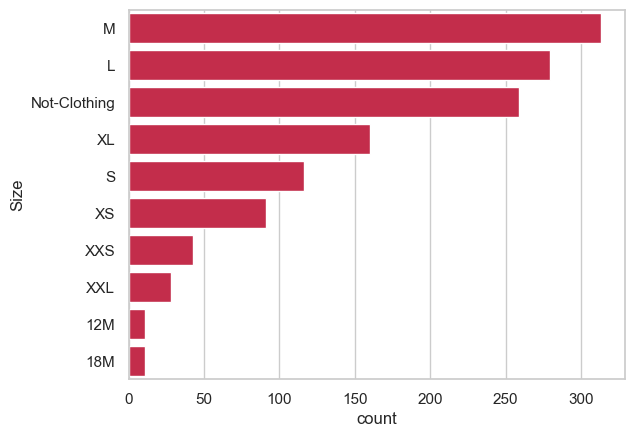 M
L
Not-Clothing
XL
S
XS
XXS
XXL
12M
18M
Size
0 50 100 150 200 250 300
count